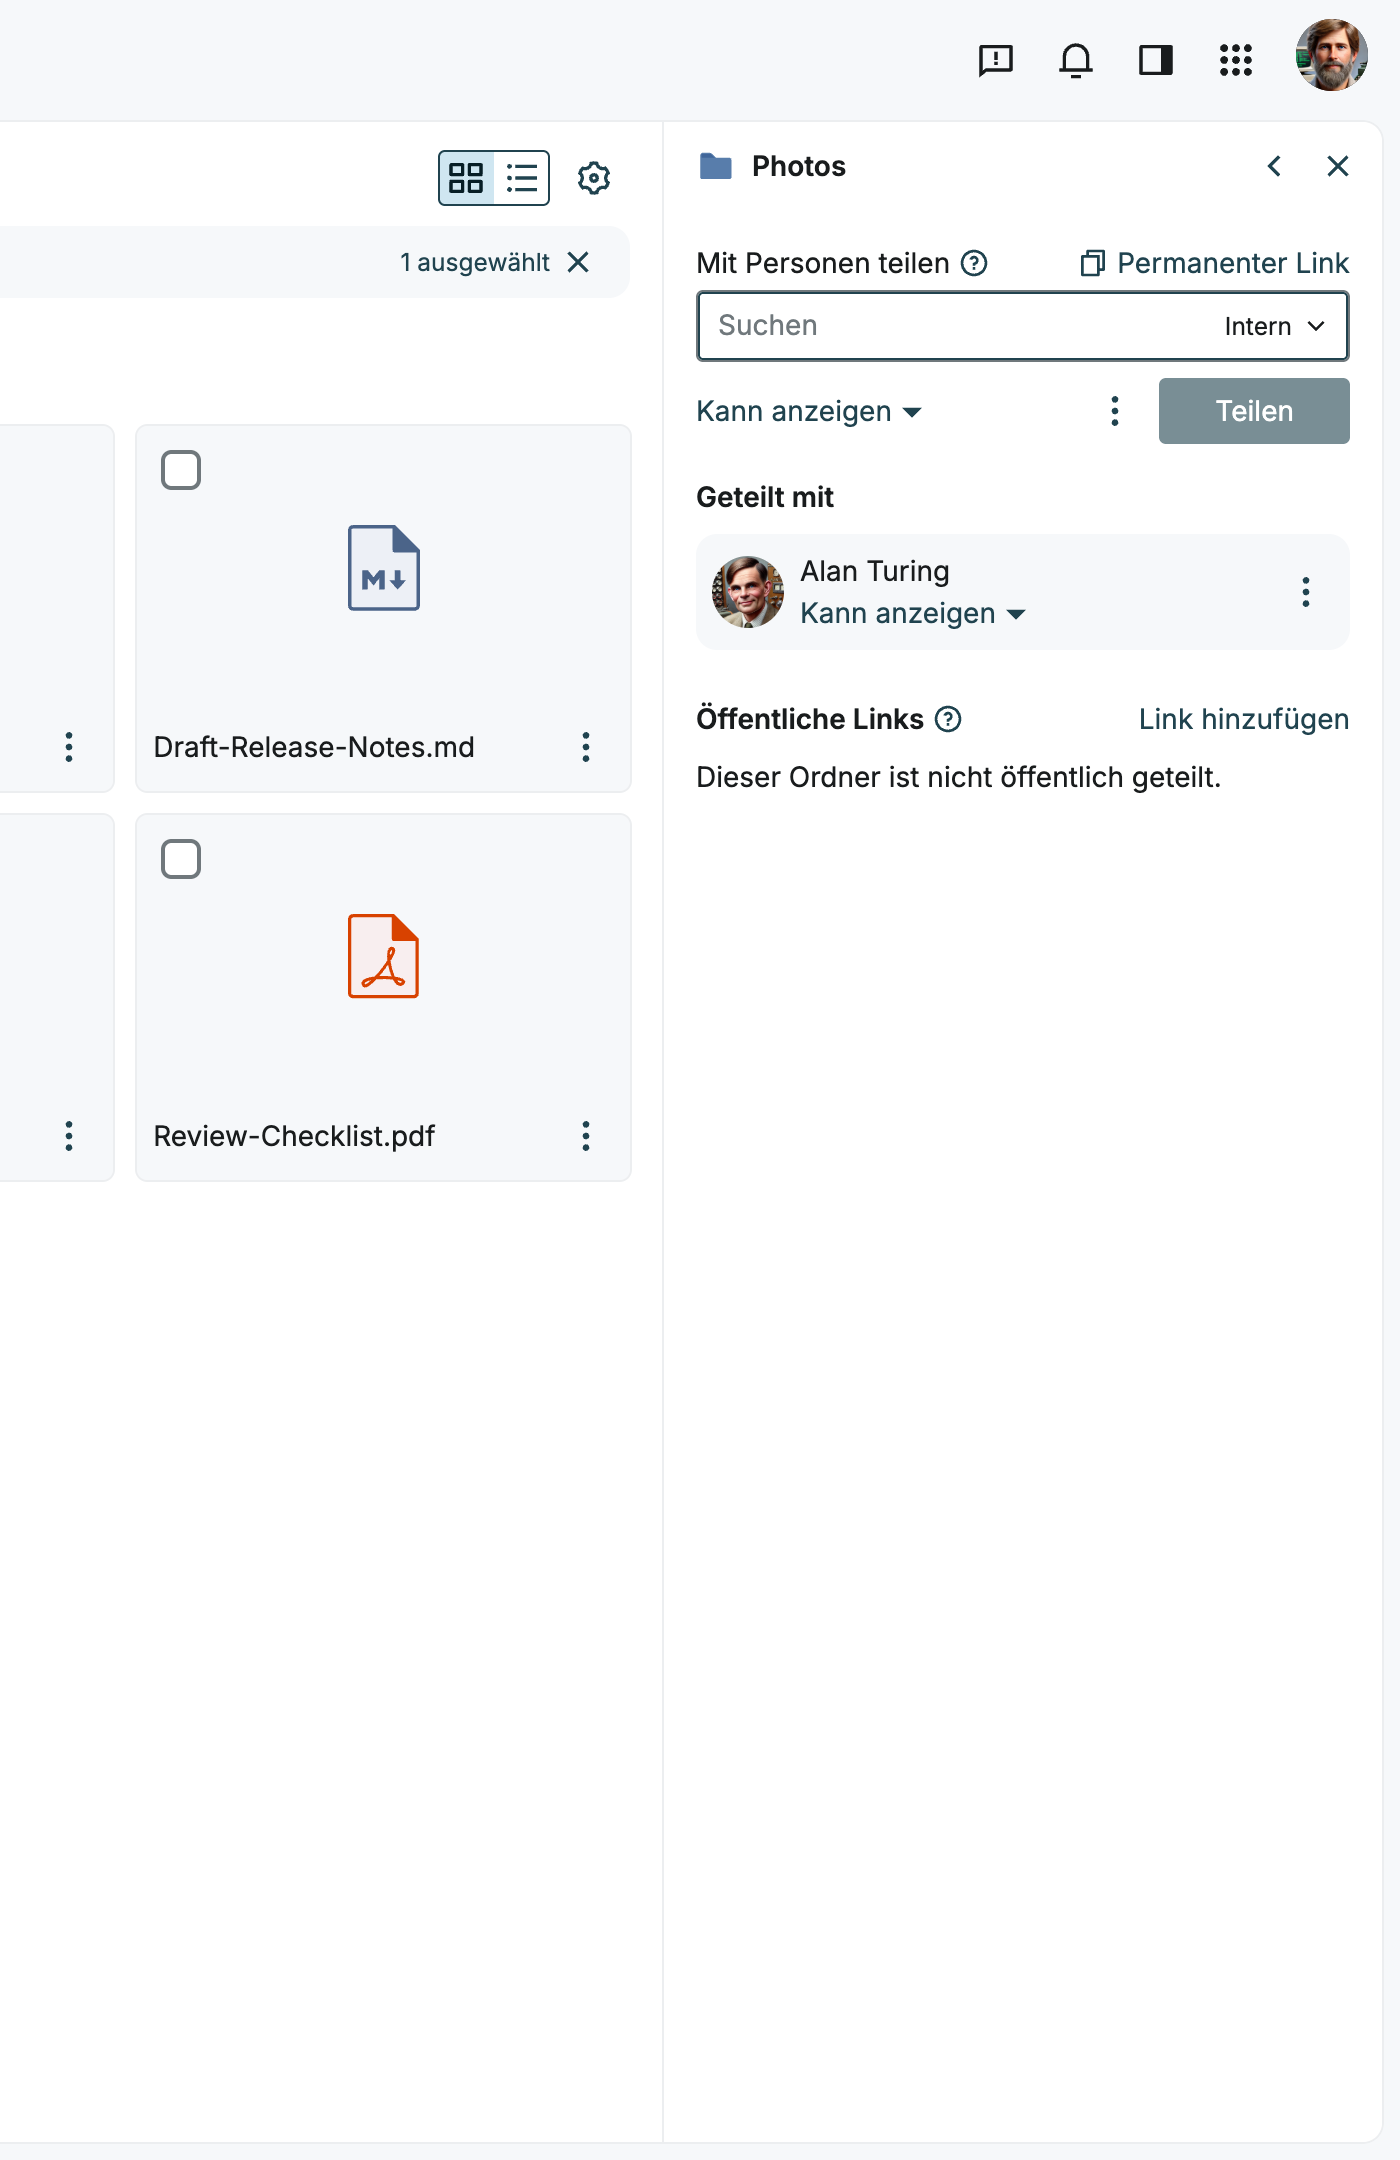 Photos
1 ausgewählt
Mit Personen teilen
Permanenter Link
Suchen
Intern
Kann anzeigen
Teilen
Geteilt mit
Alan Turing
Kann anzeigen
Öffentliche Links
Link hinzufügen
Dieser Ordner ist nicht öffentlich geteilt.
M
Draft-Release-Notes.md
Review-Checklist.pdf